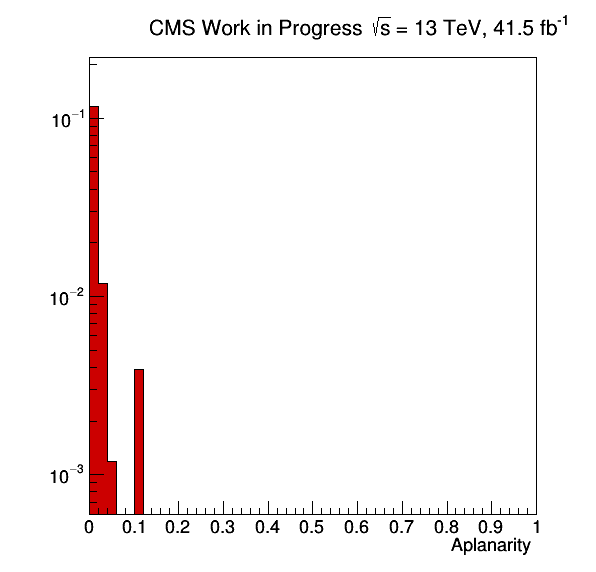 CMS Work in Progress √s = 13 TeV, 41.5 fb⁻¹
10⁻¹
10⁻²
10⁻³
0 0.1 0.2 0.3 0.4 0.5 0.6 0.7 0.8 0.9 1
Aplanarity